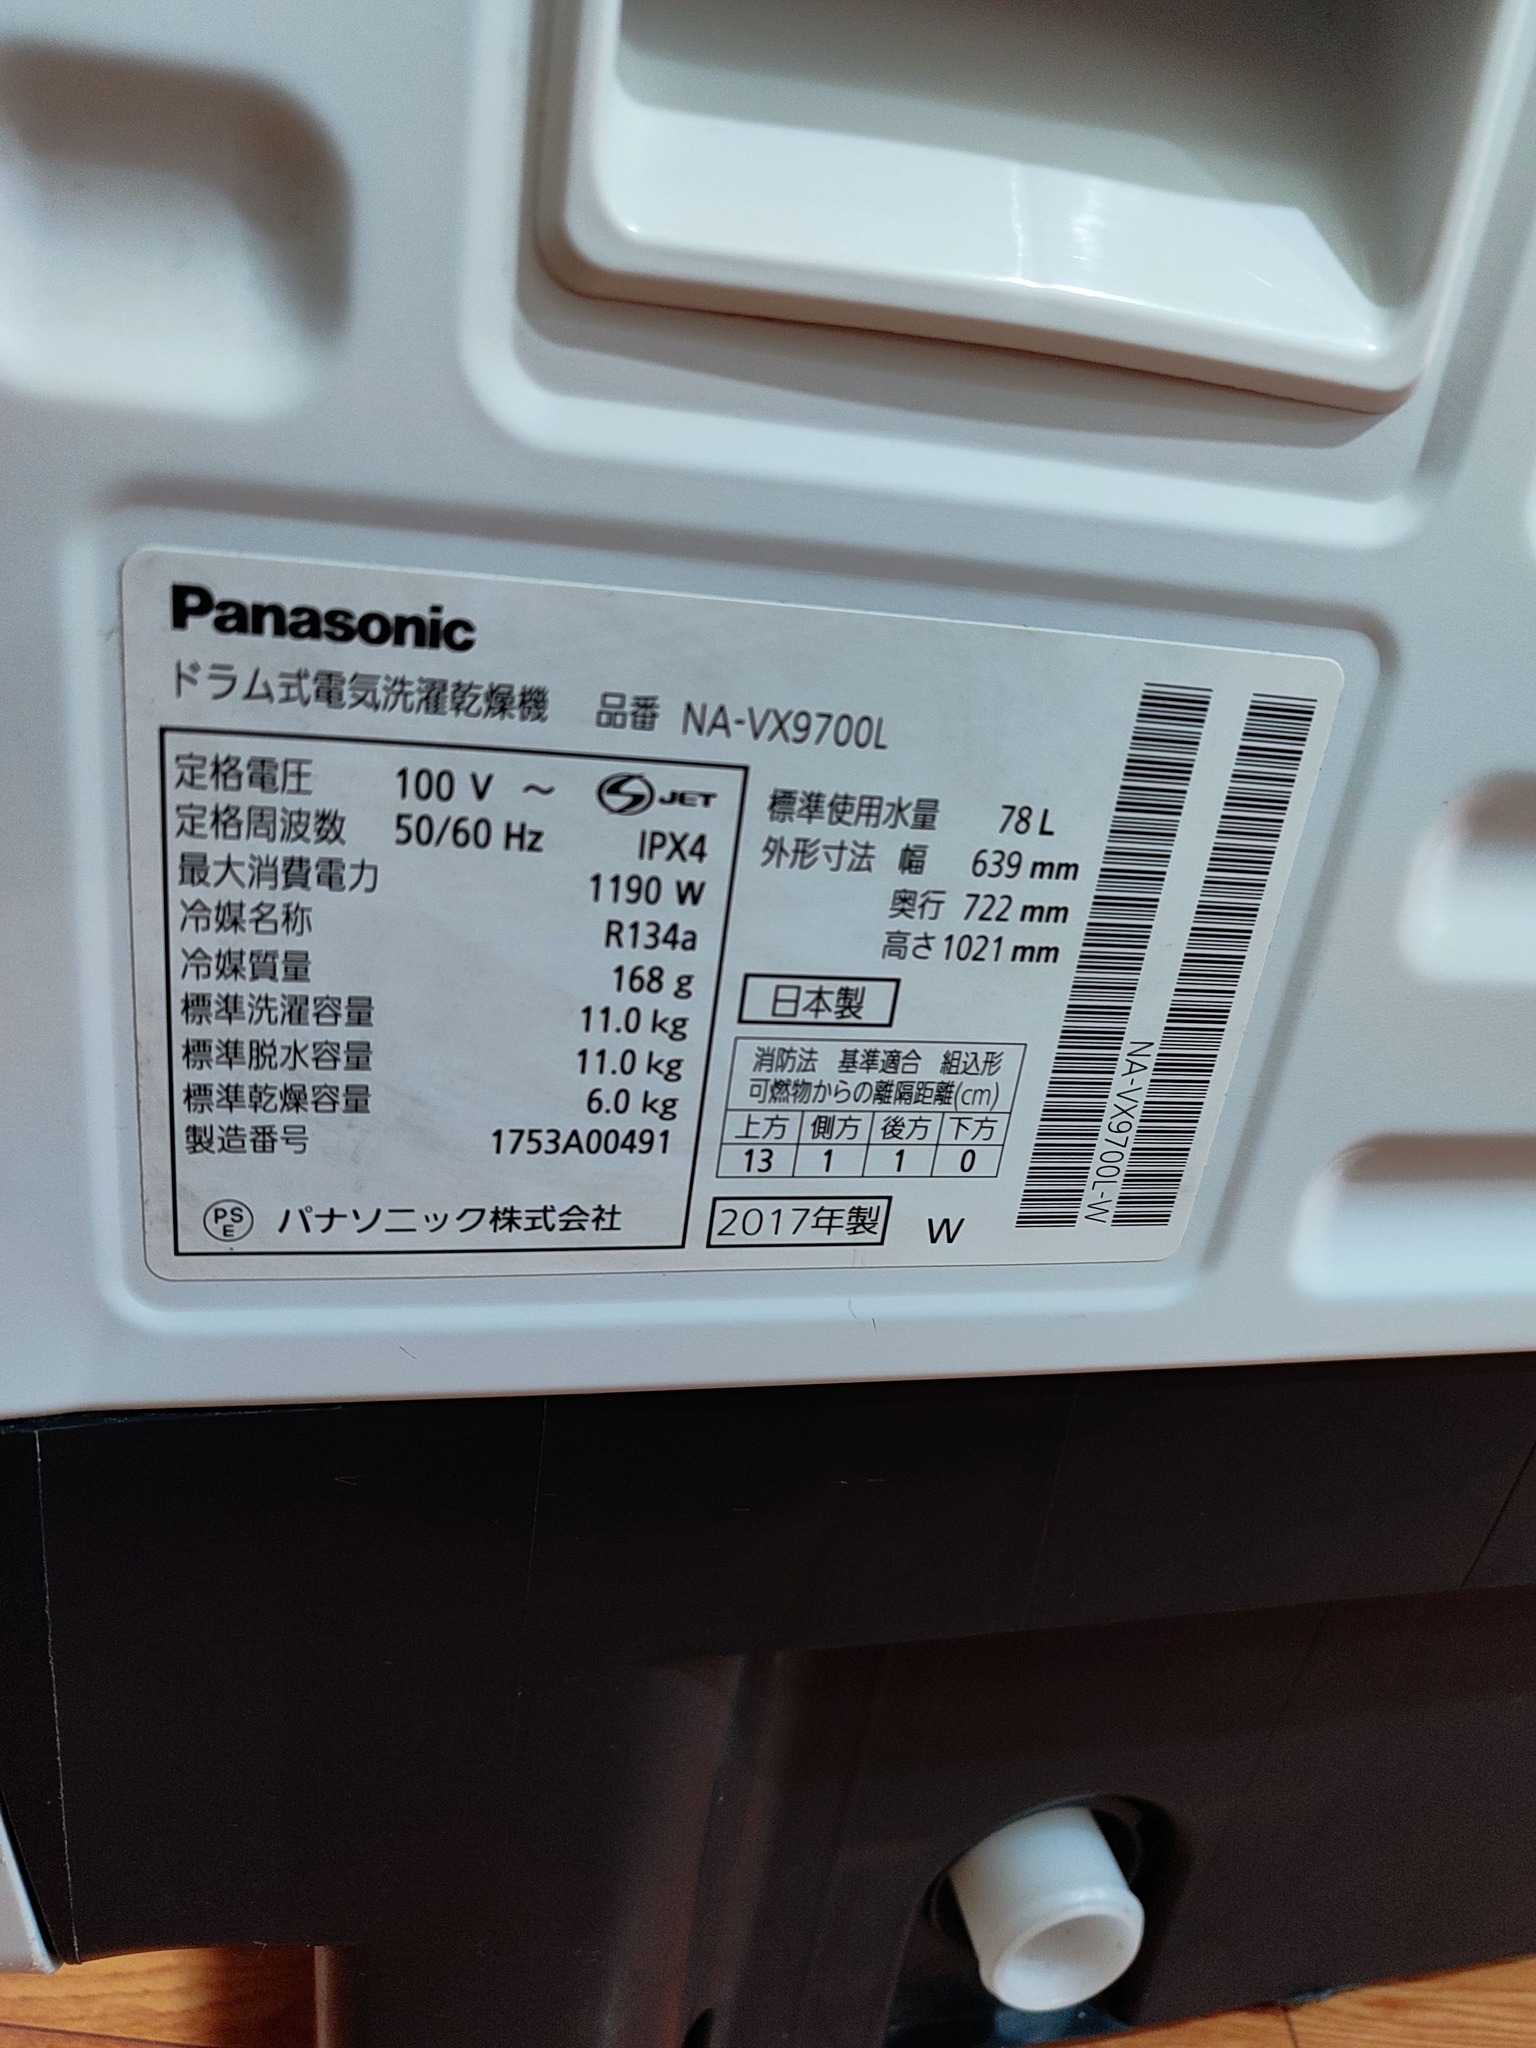 Panasonic
ドラム式電気洗濯乾燥機 品番 NA-VX9700L
定格電圧 100 V ～ S JET
定格周波数 50/60 Hz IPX4
最大消費電力 1190 W
冷媒名称 R134a
冷媒質量 168 g
標準洗濯容量 11.0 kg
標準脱水容量 11.0 kg
標準乾燥容量 6.0 kg
製造番号 1753A00491
PS E パナソニック株式会社
標準使用水量 78 L
外形寸法 幅 639 mm
奥行 722 mm
高さ 1021 mm
日本製
消防法 基準適合 組込形
可燃物からの離隔距離(cm)
上方 側方 後方 下方
13 1 1 0
2017年製 W
NA-VX9700L-W